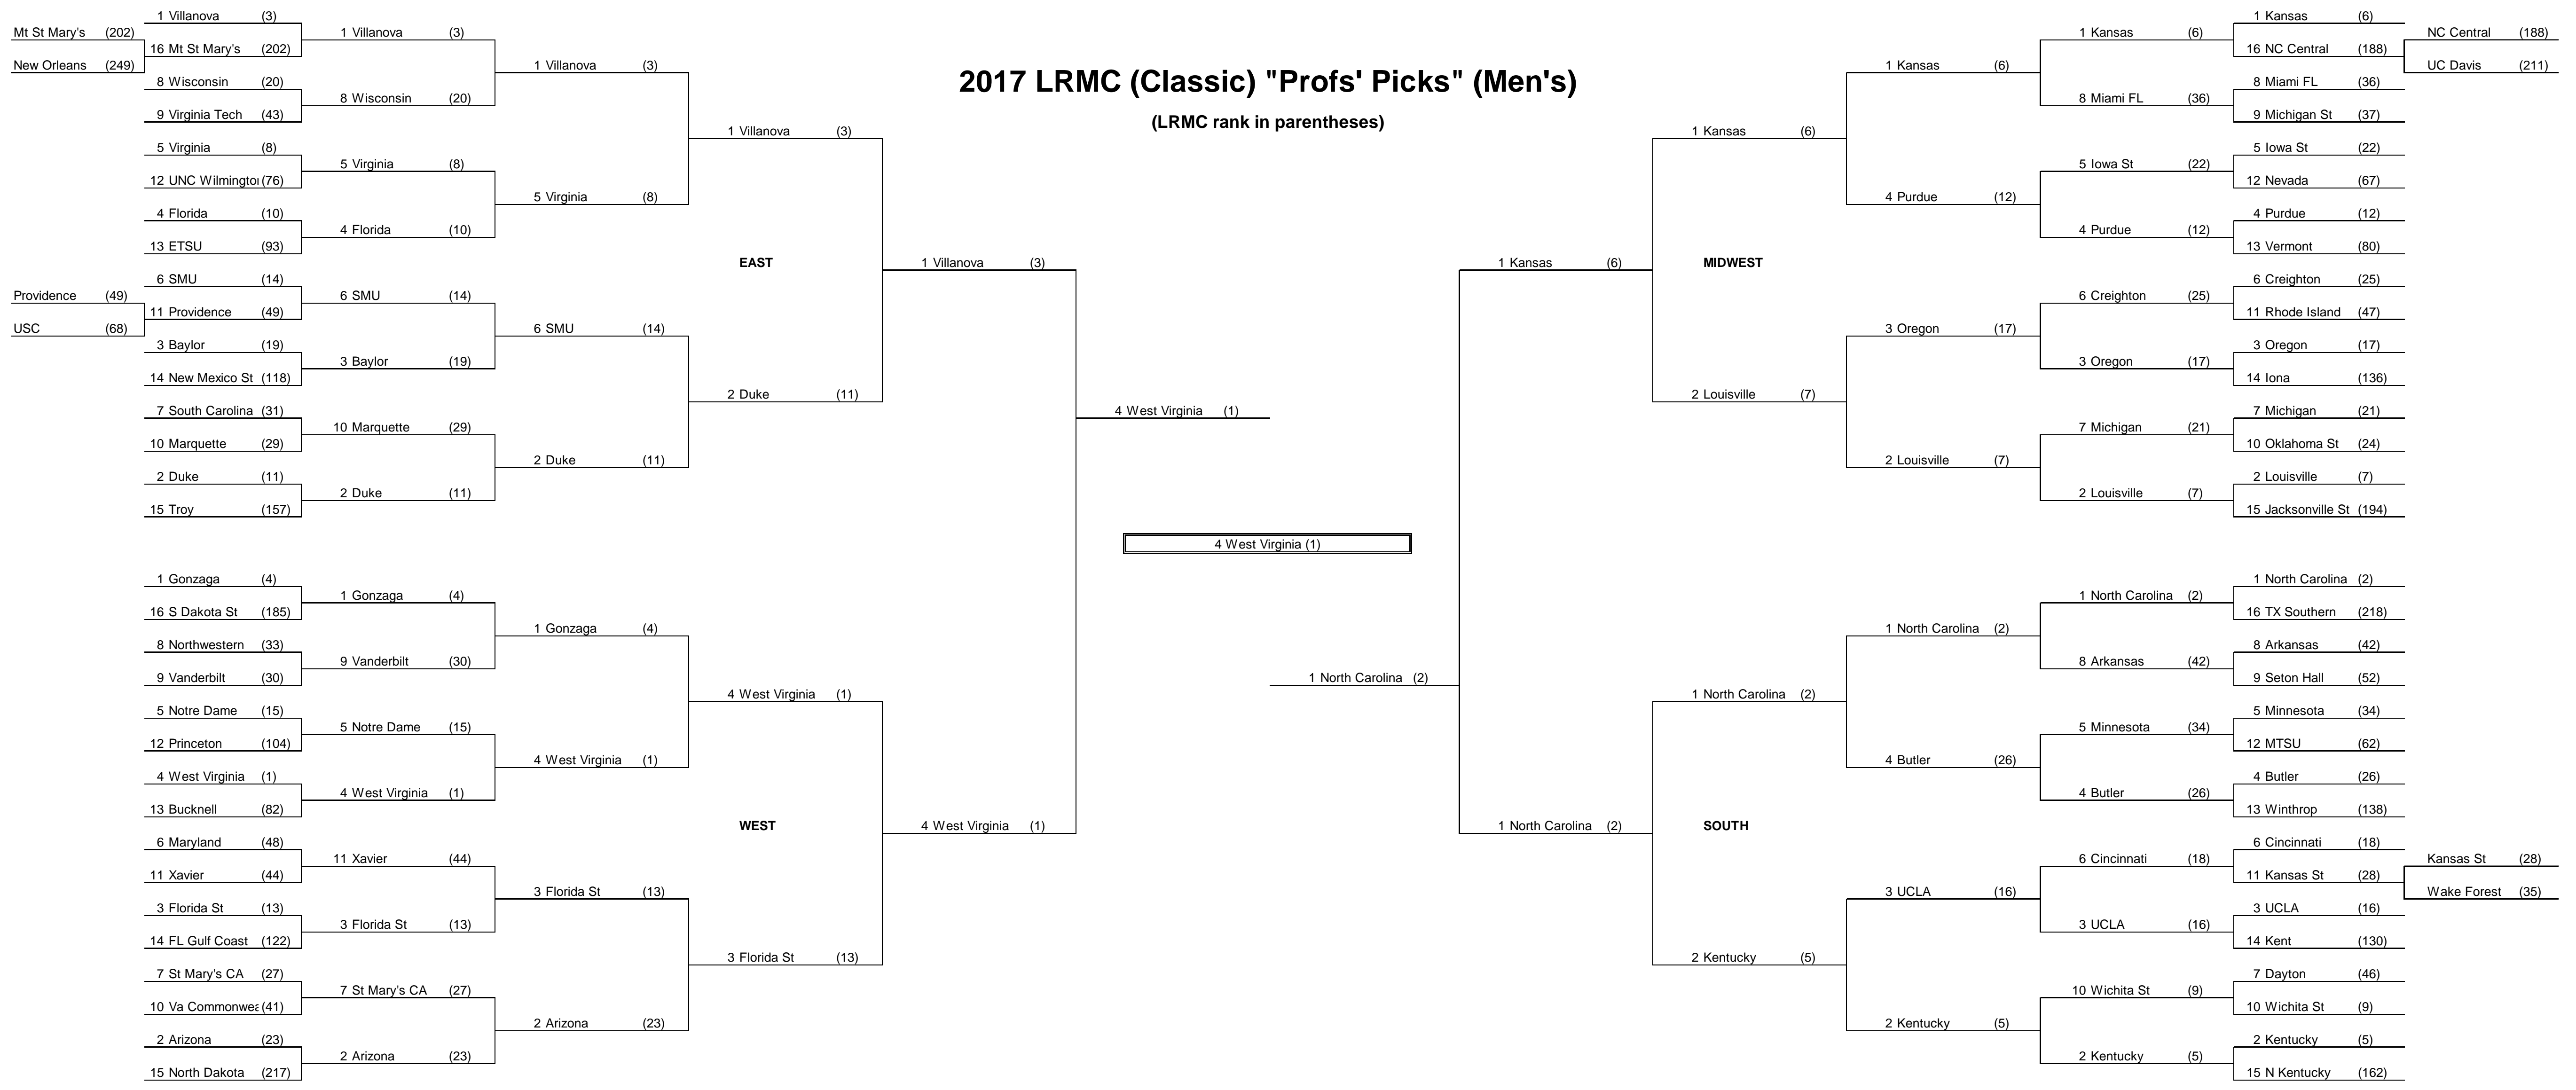 2017 LRMC (Classic) "Profs' Picks" (Men's)
(LRMC rank in parentheses)
Mt St Mary's (202)
New Orleans (249)
Providence (49)
USC (68)
1 Villanova (3)
16 Mt St Mary's (202)
8 Wisconsin (20)
9 Virginia Tech (43)
5 Virginia (8)
12 UNC Wilmington (76)
4 Florida (10)
13 ETSU (93)
6 SMU (14)
11 Providence (49)
3 Baylor (19)
14 New Mexico St (118)
7 South Carolina (31)
10 Marquette (29)
2 Duke (11)
15 Troy (157)
1 Villanova (3)
8 Wisconsin (20)
5 Virginia (8)
4 Florida (10)
6 SMU (14)
3 Baylor (19)
10 Marquette (29)
2 Duke (11)
1 Villanova (3)
5 Virginia (8)
6 SMU (14)
2 Duke (11)
1 Villanova (3)
EAST
2 Duke (11)
1 Villanova (3)
1 Gonzaga (4)
16 S Dakota St (185)
8 Northwestern (33)
9 Vanderbilt (30)
5 Notre Dame (15)
12 Princeton (104)
4 West Virginia (1)
13 Bucknell (82)
6 Maryland (48)
11 Xavier (44)
3 Florida St (13)
14 FL Gulf Coast (122)
7 St Mary's CA (27)
10 Va Commonwea (41)
2 Arizona (23)
15 North Dakota (217)
1 Gonzaga (4)
9 Vanderbilt (30)
5 Notre Dame (15)
4 West Virginia (1)
11 Xavier (44)
3 Florida St (13)
7 St Mary's CA (27)
2 Arizona (23)
1 Gonzaga (4)
4 West Virginia (1)
3 Florida St (13)
2 Arizona (23)
4 West Virginia (1)
WEST
3 Florida St (13)
4 West Virginia (1)
4 West Virginia (1)
4 West Virginia (1)
1 North Carolina (2)
1 Kansas (6)
1 Kansas (6)
MIDWEST
2 Louisville (7)
1 Kansas (6)
4 Purdue (12)
3 Oregon (17)
2 Louisville (7)
1 Kansas (6)
8 Miami FL (36)
5 Iowa St (22)
4 Purdue (12)
6 Creighton (25)
3 Oregon (17)
7 Michigan (21)
2 Louisville (7)
1 Kansas (6)
16 NC Central (188)
8 Miami FL (36)
9 Michigan St (37)
5 Iowa St (22)
12 Nevada (67)
4 Purdue (12)
13 Vermont (80)
6 Creighton (25)
11 Rhode Island (47)
3 Oregon (17)
14 Iona (136)
7 Michigan (21)
10 Oklahoma St (24)
2 Louisville (7)
15 Jacksonville St (194)
NC Central (188)
UC Davis (211)
1 North Carolina (2)
1 North Carolina (2)
SOUTH
2 Kentucky (5)
1 North Carolina (2)
4 Butler (26)
3 UCLA (16)
2 Kentucky (5)
1 North Carolina (2)
8 Arkansas (42)
5 Minnesota (34)
4 Butler (26)
6 Cincinnati (18)
3 UCLA (16)
10 Wichita St (9)
2 Kentucky (5)
1 North Carolina (2)
16 TX Southern (218)
8 Arkansas (42)
9 Seton Hall (52)
5 Minnesota (34)
12 MTSU (62)
4 Butler (26)
13 Winthrop (138)
6 Cincinnati (18)
11 Kansas St (28)
3 UCLA (16)
14 Kent (130)
7 Dayton (46)
10 Wichita St (9)
2 Kentucky (5)
15 N Kentucky (162)
Kansas St (28)
Wake Forest (35)